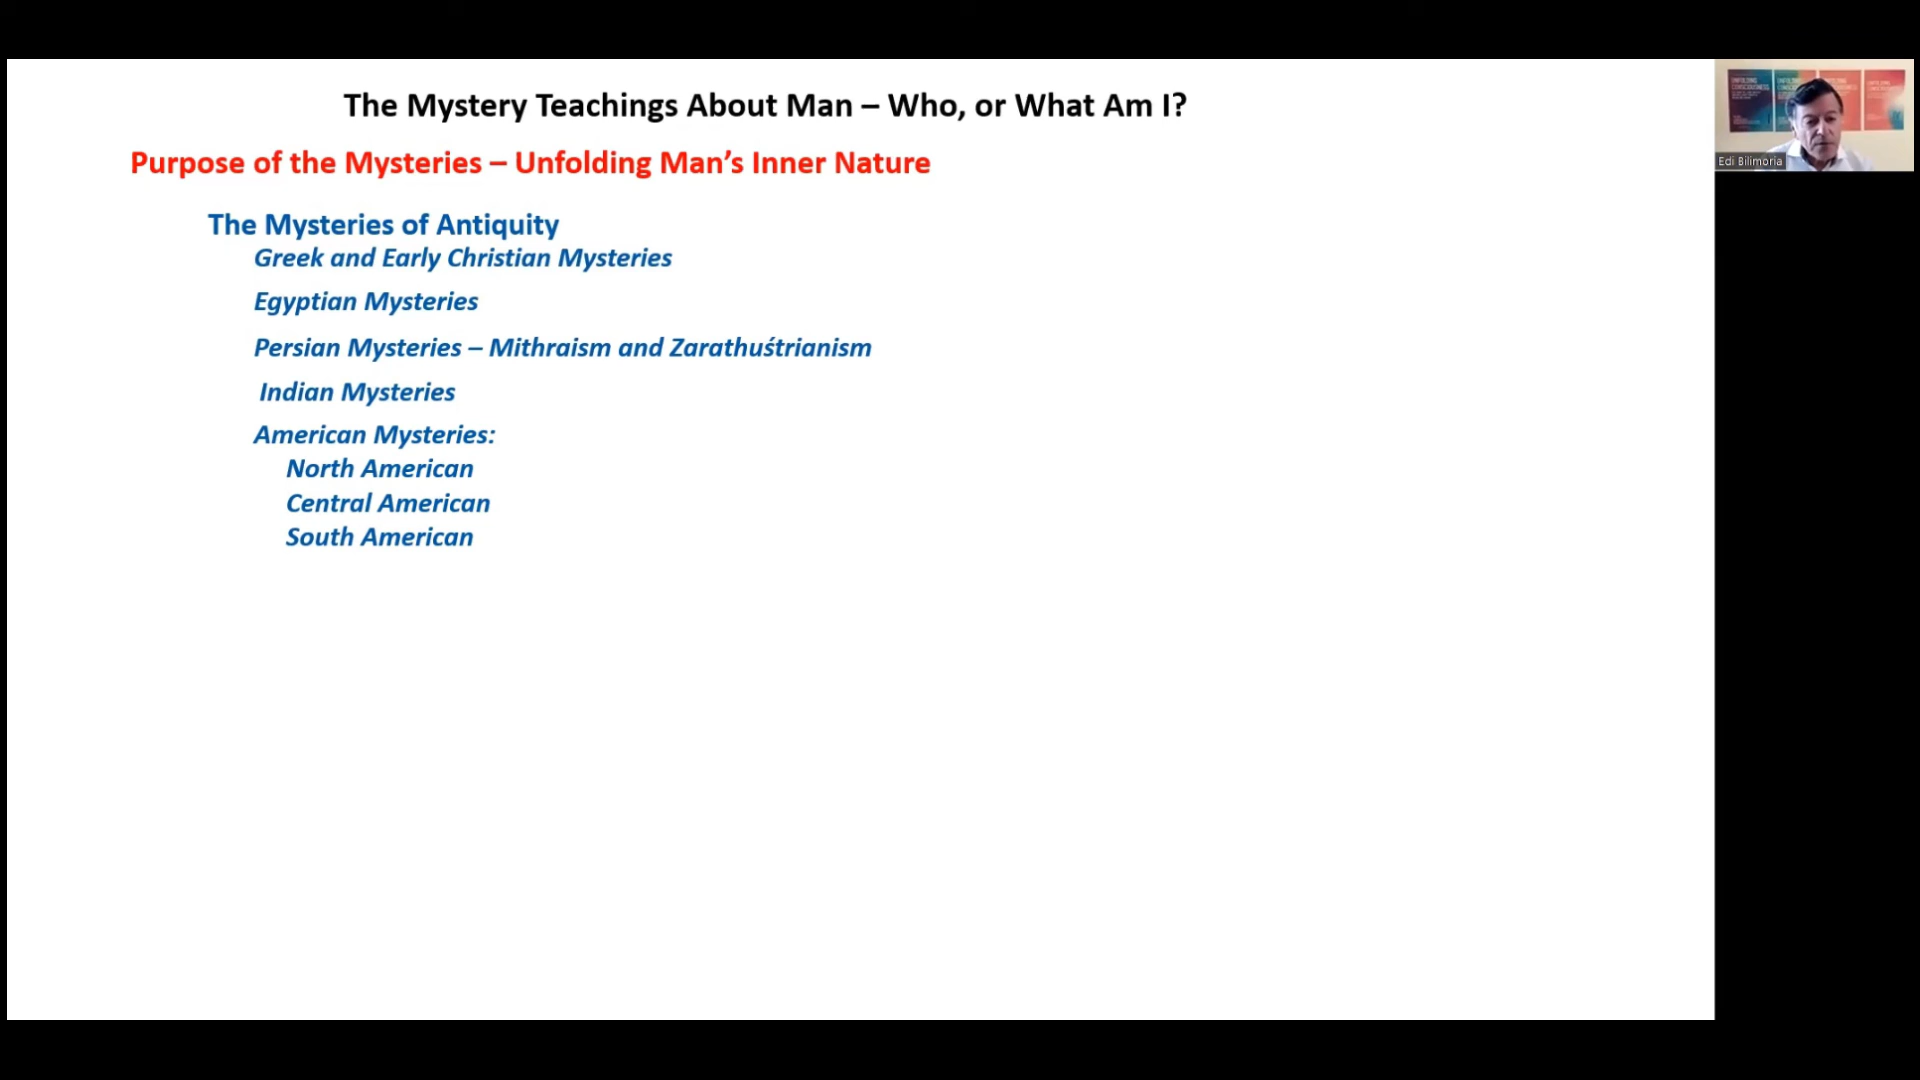 The Mystery Teachings About Man – Who, or What Am I?
Purpose of the Mysteries – Unfolding Man’s Inner Nature
The Mysteries of Antiquity
Greek and Early Christian Mysteries
Egyptian Mysteries
Persian Mysteries – Mithraism and Zarathuśtrianism
Indian Mysteries
American Mysteries:
North American
Central American
South American
UNFOLDING
CONSCIOUSNESS
Edi Bilimoria